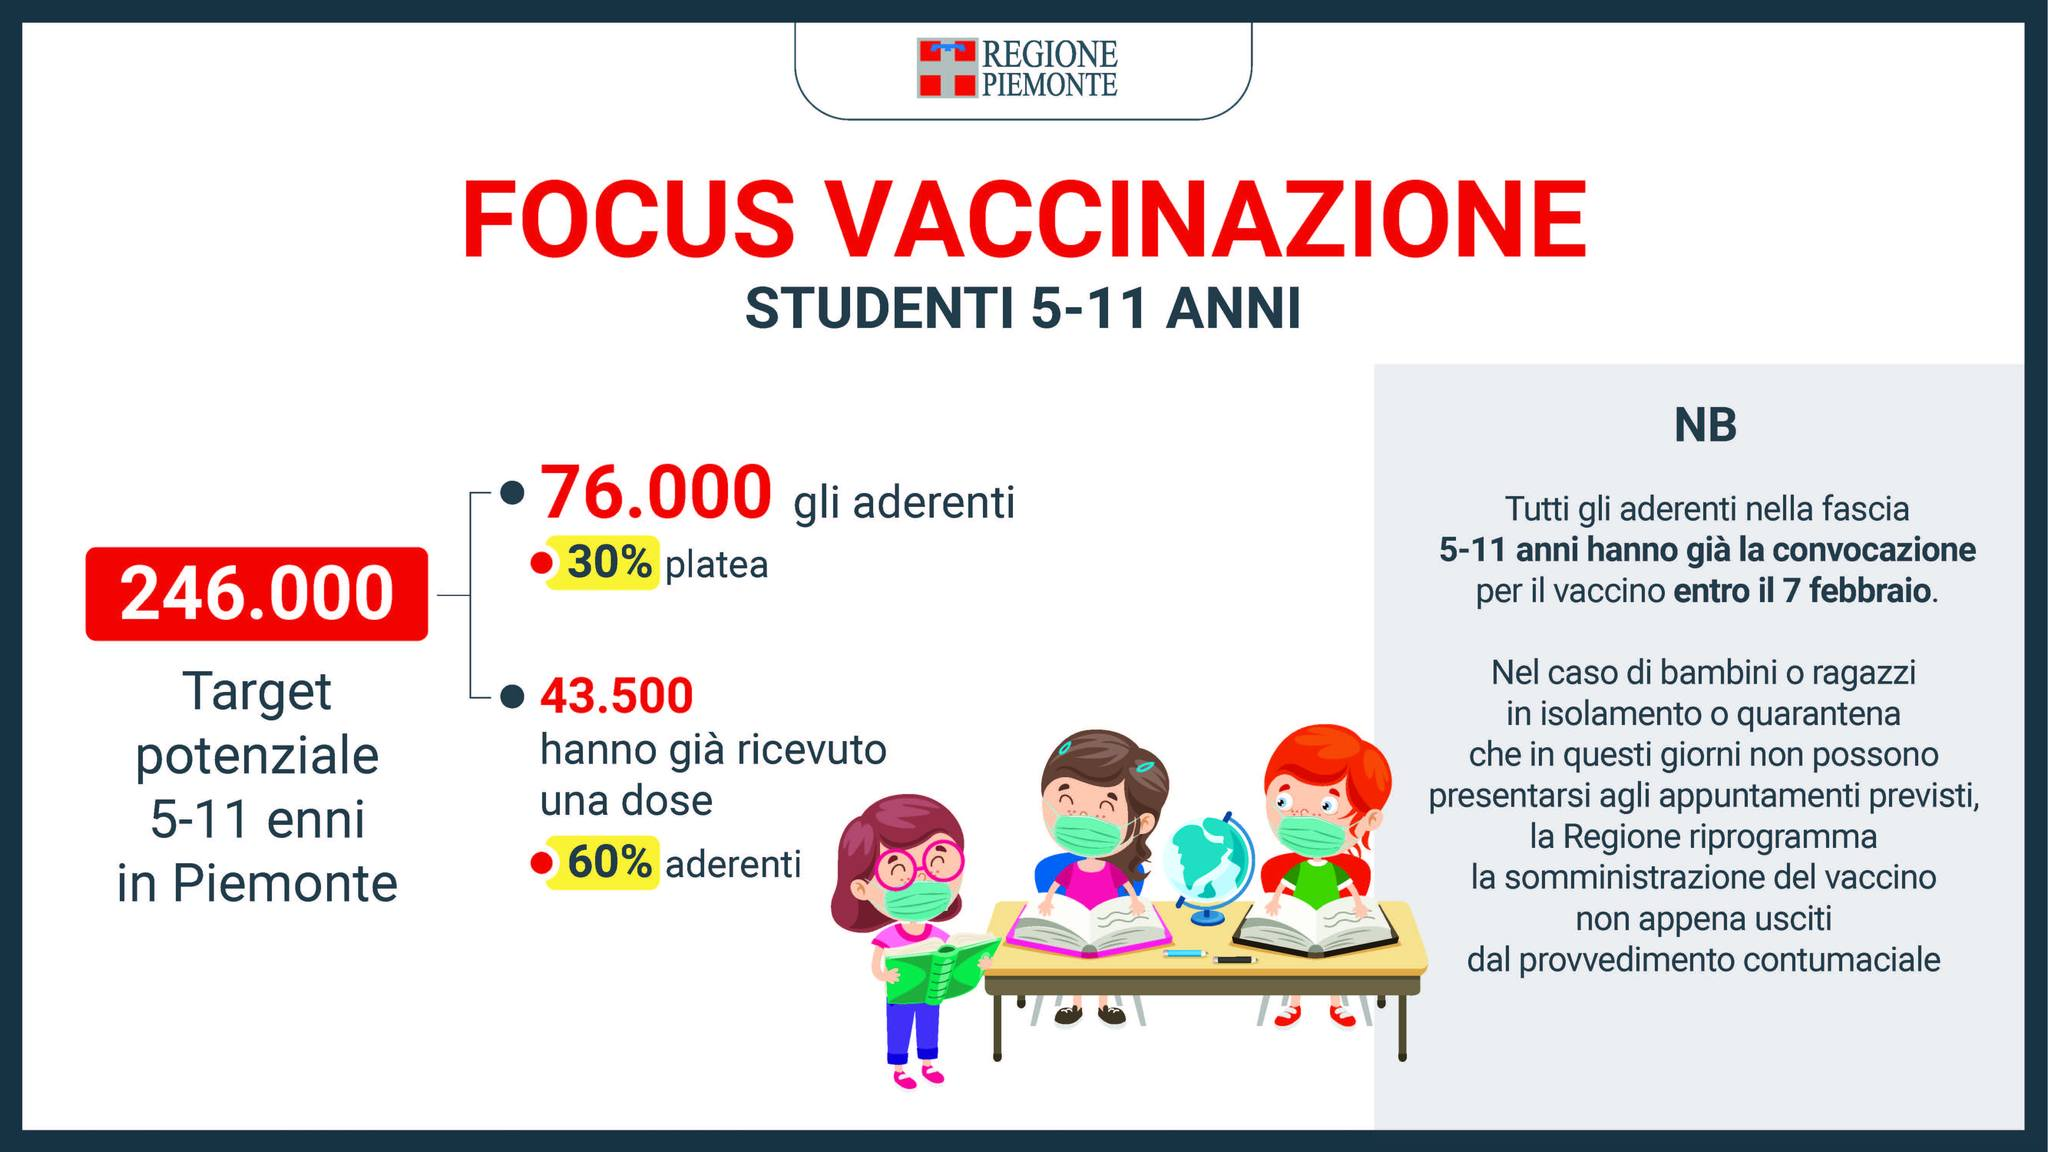 REGIONE
PIEMONTE
FOCUS VACCINAZIONE
STUDENTI 5-11 ANNI
246.000
Target
potenziale
5-11 enni
in Piemonte
76.000 gli aderenti
30% platea
43.500
hanno già ricevuto
una dose
60% aderenti
NB
Tutti gli aderenti nella fascia
5-11 anni hanno già la convocazione
per il vaccino entro il 7 febbraio.
Nel caso di bambini o ragazzi
in isolamento o quarantena
che in questi giorni non possono
presentarsi agli appuntamenti previsti,
la Regione riprogramma
la somministrazione del vaccino
non appena usciti
dal provvedimento contumaciale